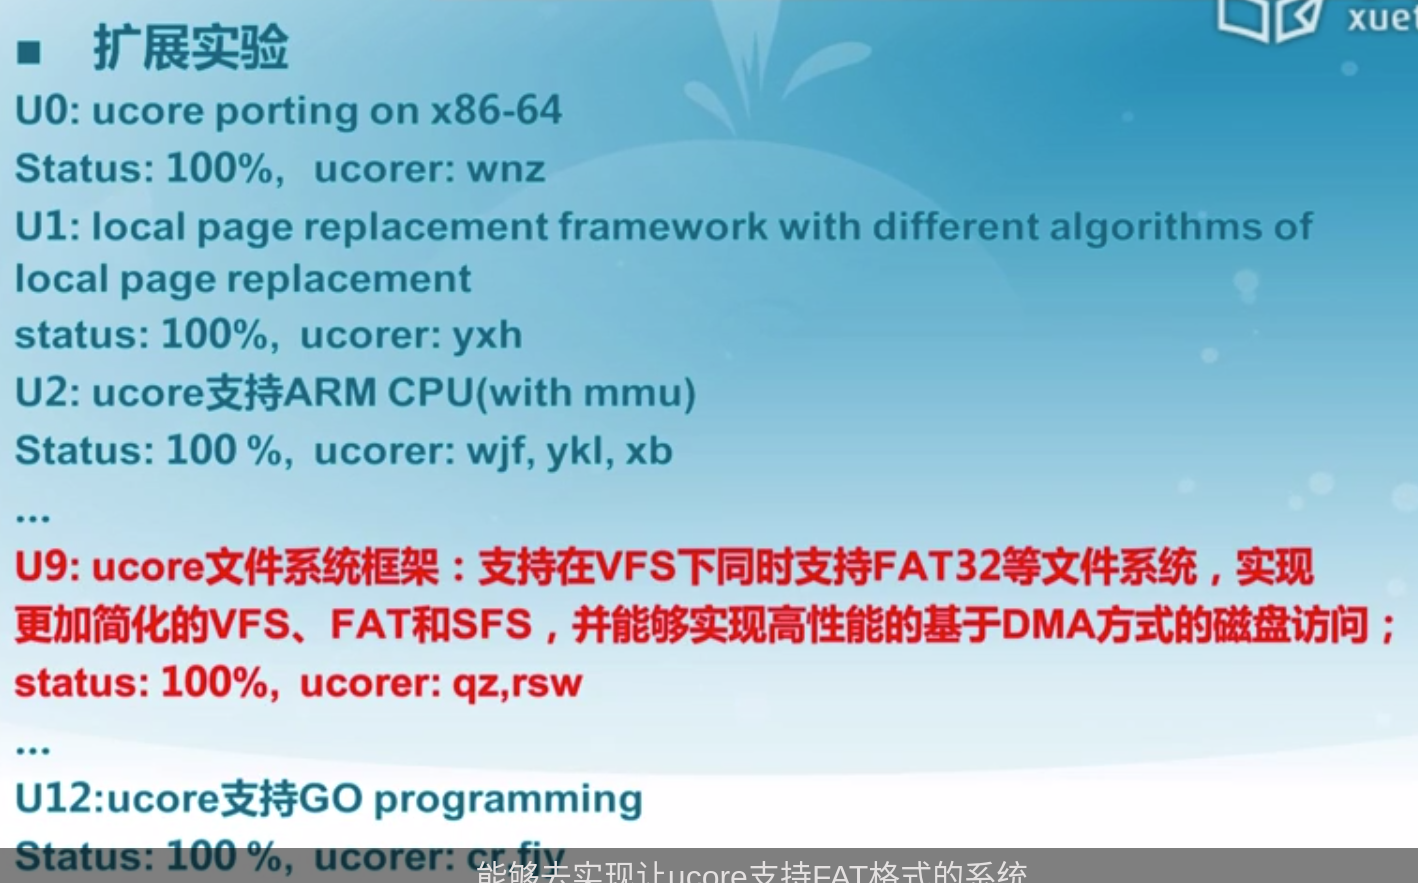 xuet
■ 扩展实验
U0: ucore porting on x86-64
Status: 100%, ucorer: wnz
U1: local page replacement framework with different algorithms of
local page replacement
status: 100%, ucorer: yxh
U2: ucore支持ARM CPU(with mmu)
Status: 100 %, ucorer: wjf, ykl, xb
...
U9: ucore文件系统框架：支持在VFS下同时支持FAT32等文件系统，实现
更加简化的VFS、FAT和SFS，并能够实现高性能的基于DMA方式的磁盘访问；
status: 100%, ucorer: qz,rsw
...
U12:ucore支持GO programming
Status: 100 %, ucorer: cr,fjy
能够去实现让ucore支持FAT格式的系统